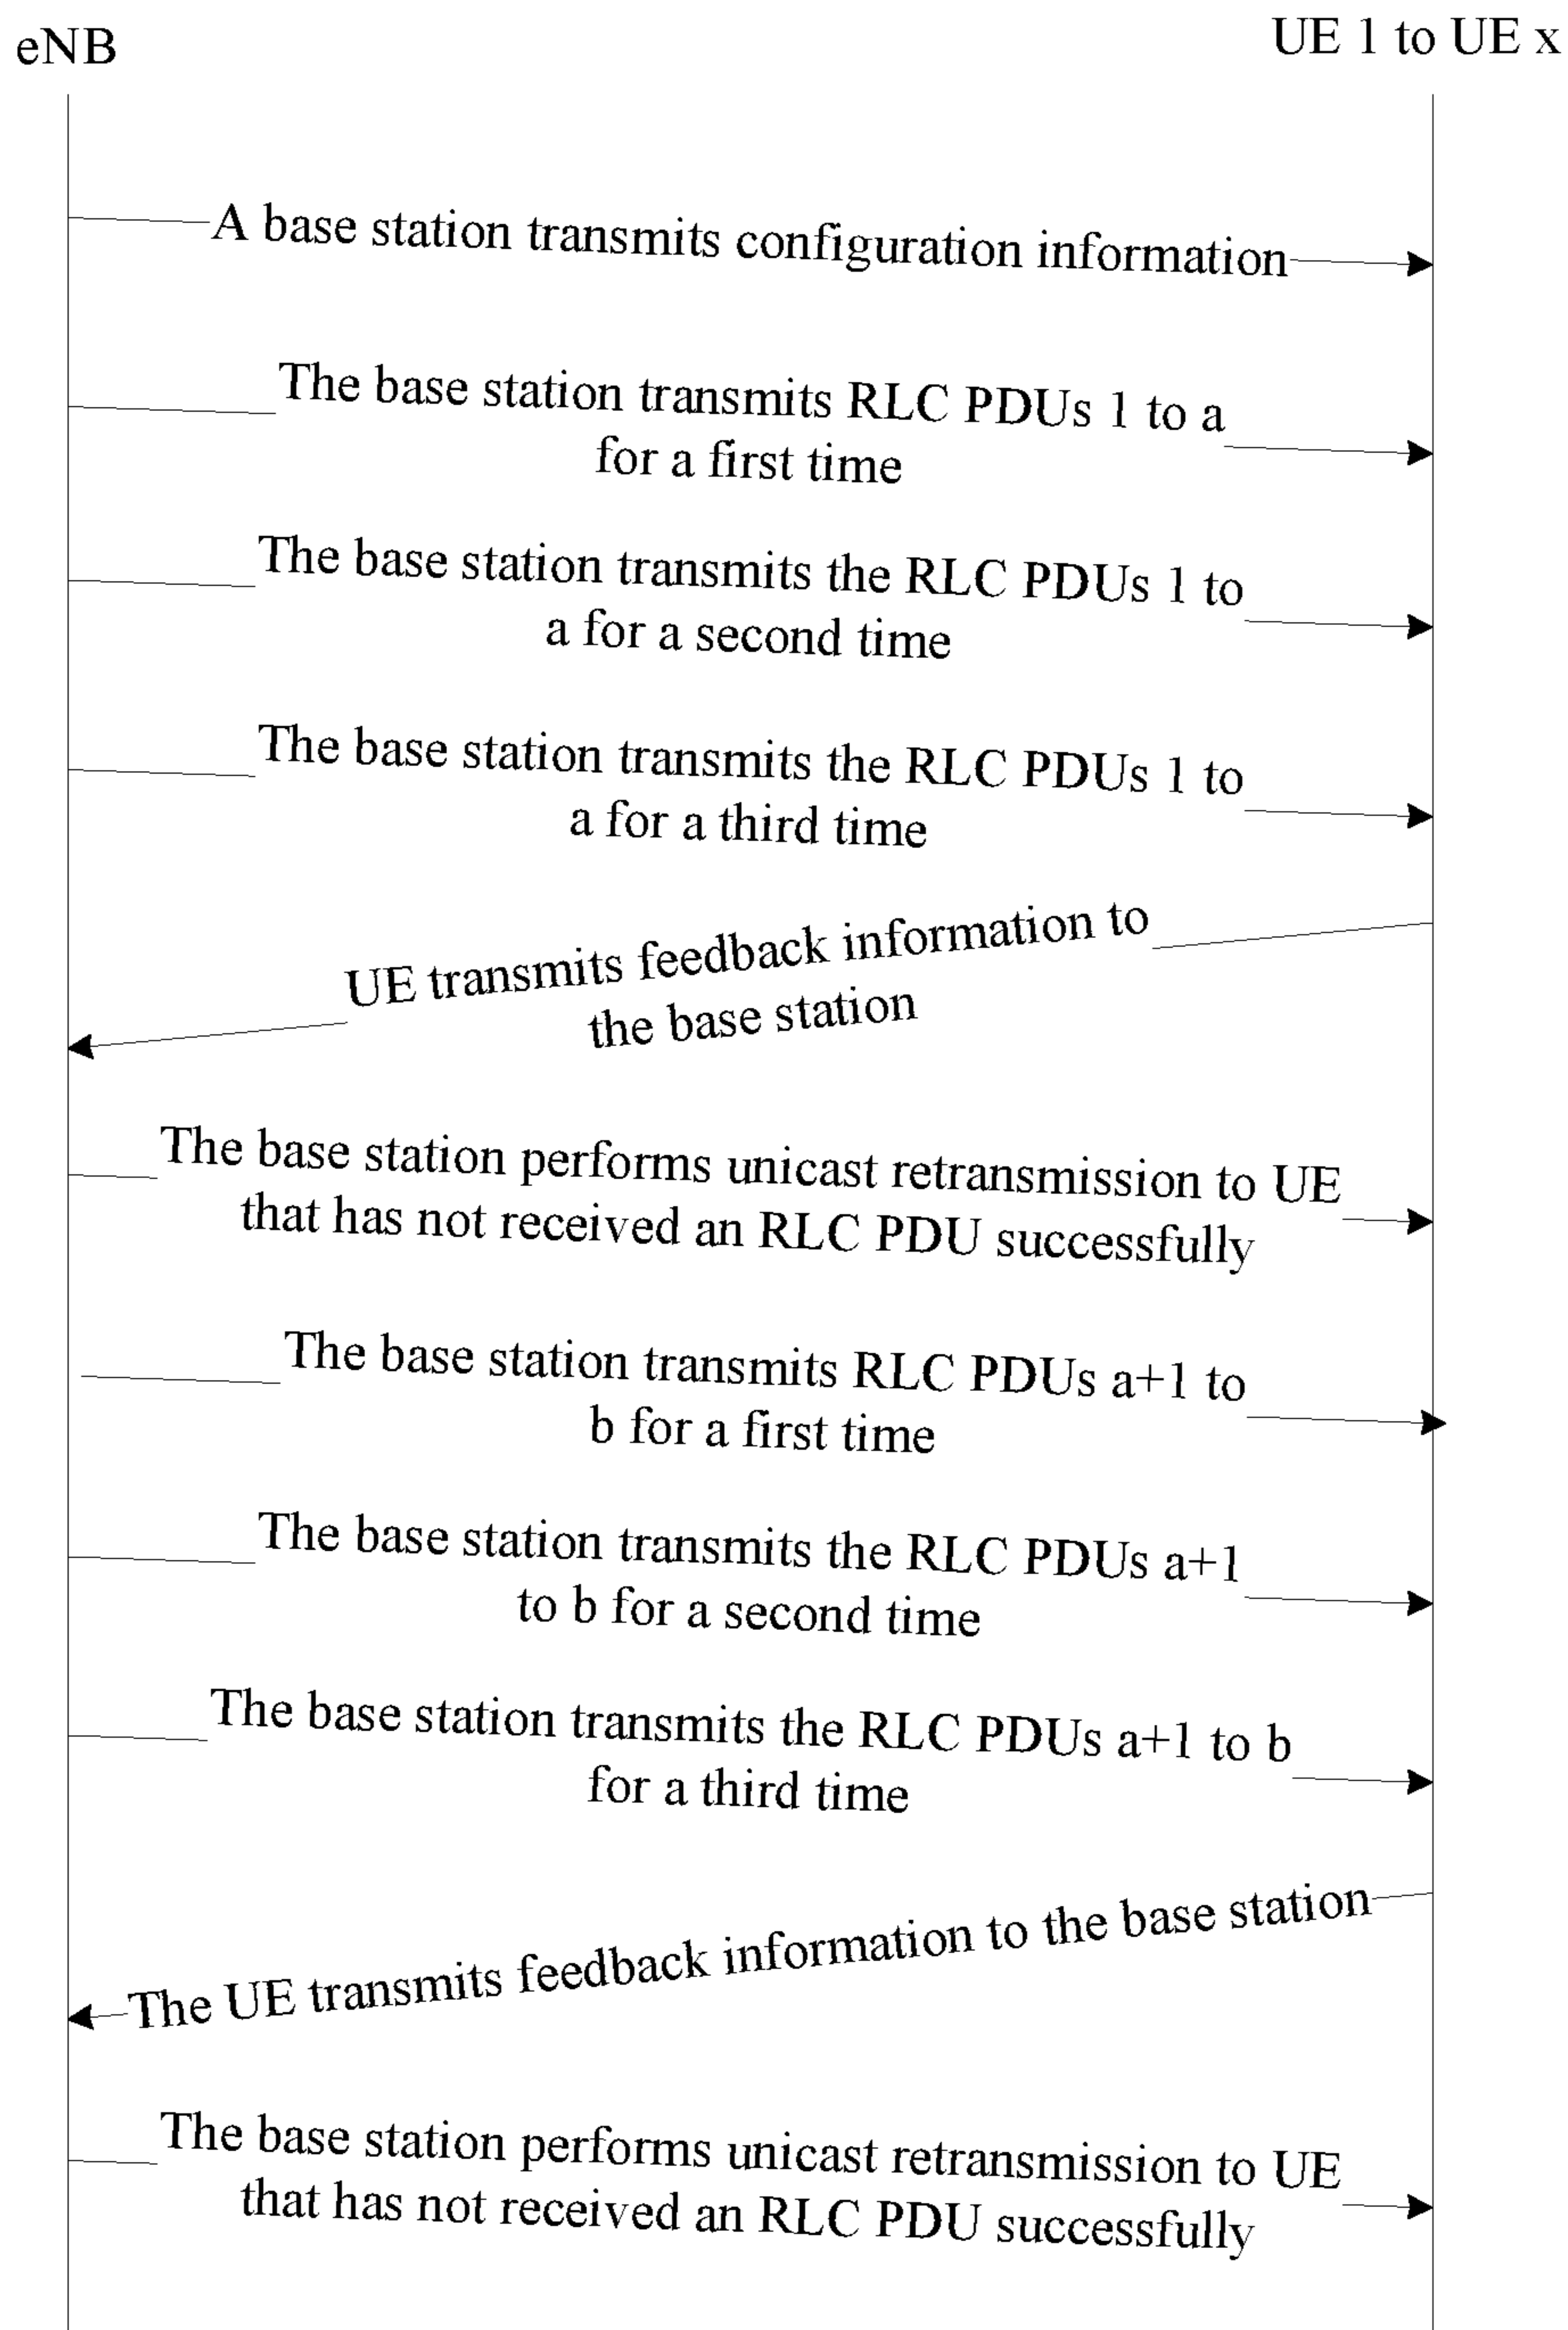 eNB
UE 1 to UE x
A base station transmits configuration information
The base station transmits RLC PDUs 1 to a
for a first time
The base station transmits the RLC PDUs 1 to
a for a second time
The base station transmits the RLC PDUs 1 to
a for a third time
UE transmits feedback information to
the base station
The base station performs unicast retransmission to UE
that has not received an RLC PDU successfully
The base station transmits RLC PDUs a+1 to
b for a first time
The base station transmits the RLC PDUs a+1
to b for a second time
The base station transmits the RLC PDUs a+1 to b
for a third time
The UE transmits feedback information to the base station
The base station performs unicast retransmission to UE
that has not received an RLC PDU successfully